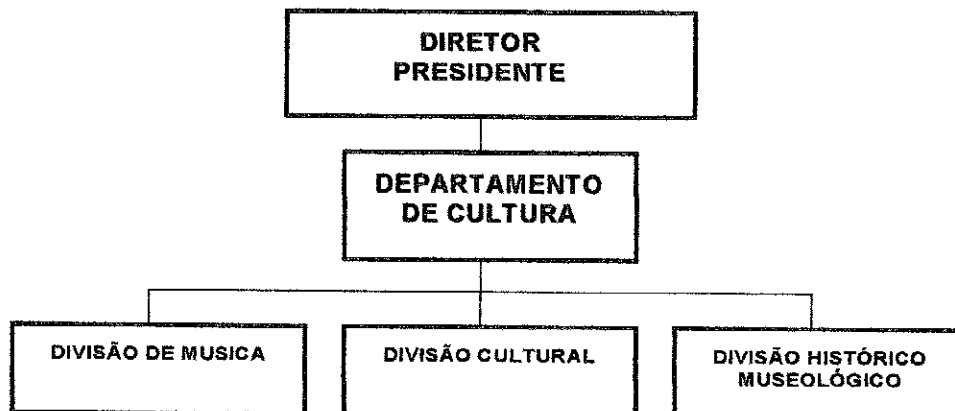 DIRETOR
PRESIDENTE
DEPARTAMENTO
DE CULTURA
DIVISÃO DE MUSICA
DIVISÃO CULTURAL
DIVISÃO HISTÓRICO
MUSEOLÓGICO